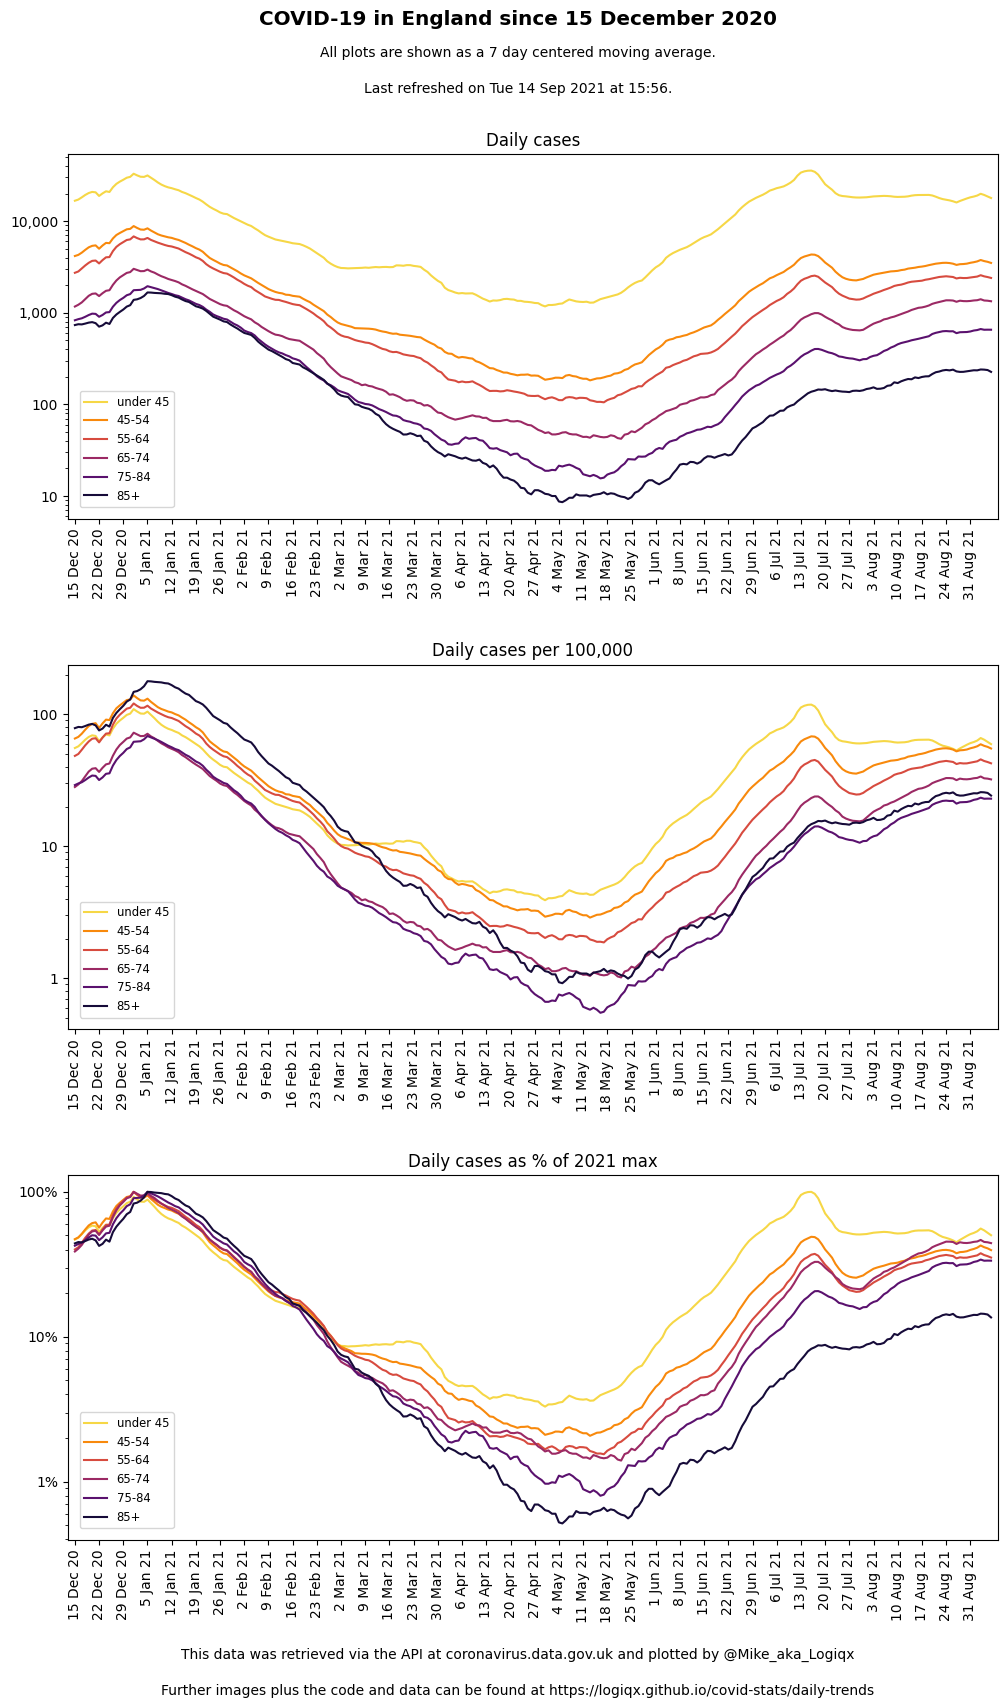 COVID-19 in England since 15 December 2020
All plots are shown as a 7 day centered moving average.
Last refreshed on Tue 14 Sep 2021 at 15:56.
Daily cases
10,000
1,000
100
10
under 45
45-54
55-64
65-74
75-84
85+
15 Dec 20
22 Dec 20
29 Dec 20
5 Jan 21
12 Jan 21
19 Jan 21
26 Jan 21
2 Feb 21
9 Feb 21
16 Feb 21
23 Feb 21
2 Mar 21
9 Mar 21
16 Mar 21
23 Mar 21
30 Mar 21
6 Apr 21
13 Apr 21
20 Apr 21
27 Apr 21
4 May 21
11 May 21
18 May 21
25 May 21
1 Jun 21
8 Jun 21
15 Jun 21
22 Jun 21
29 Jun 21
6 Jul 21
13 Jul 21
20 Jul 21
27 Jul 21
3 Aug 21
10 Aug 21
17 Aug 21
24 Aug 21
31 Aug 21
Daily cases per 100,000
100
10
1
under 45
45-54
55-64
65-74
75-84
85+
15 Dec 20
22 Dec 20
29 Dec 20
5 Jan 21
12 Jan 21
19 Jan 21
26 Jan 21
2 Feb 21
9 Feb 21
16 Feb 21
23 Feb 21
2 Mar 21
9 Mar 21
16 Mar 21
23 Mar 21
30 Mar 21
6 Apr 21
13 Apr 21
20 Apr 21
27 Apr 21
4 May 21
11 May 21
18 May 21
25 May 21
1 Jun 21
8 Jun 21
15 Jun 21
22 Jun 21
29 Jun 21
6 Jul 21
13 Jul 21
20 Jul 21
27 Jul 21
3 Aug 21
10 Aug 21
17 Aug 21
24 Aug 21
31 Aug 21
Daily cases as % of 2021 max
100%
10%
1%
under 45
45-54
55-64
65-74
75-84
85+
15 Dec 20
22 Dec 20
29 Dec 20
5 Jan 21
12 Jan 21
19 Jan 21
26 Jan 21
2 Feb 21
9 Feb 21
16 Feb 21
23 Feb 21
2 Mar 21
9 Mar 21
16 Mar 21
23 Mar 21
30 Mar 21
6 Apr 21
13 Apr 21
20 Apr 21
27 Apr 21
4 May 21
11 May 21
18 May 21
25 May 21
1 Jun 21
8 Jun 21
15 Jun 21
22 Jun 21
29 Jun 21
6 Jul 21
13 Jul 21
20 Jul 21
27 Jul 21
3 Aug 21
10 Aug 21
17 Aug 21
24 Aug 21
31 Aug 21
This data was retrieved via the API at coronavirus.data.gov.uk and plotted by @Mike_aka_Logiqx
Further images plus the code and data can be found at https://logiqx.github.io/covid-stats/daily-trends